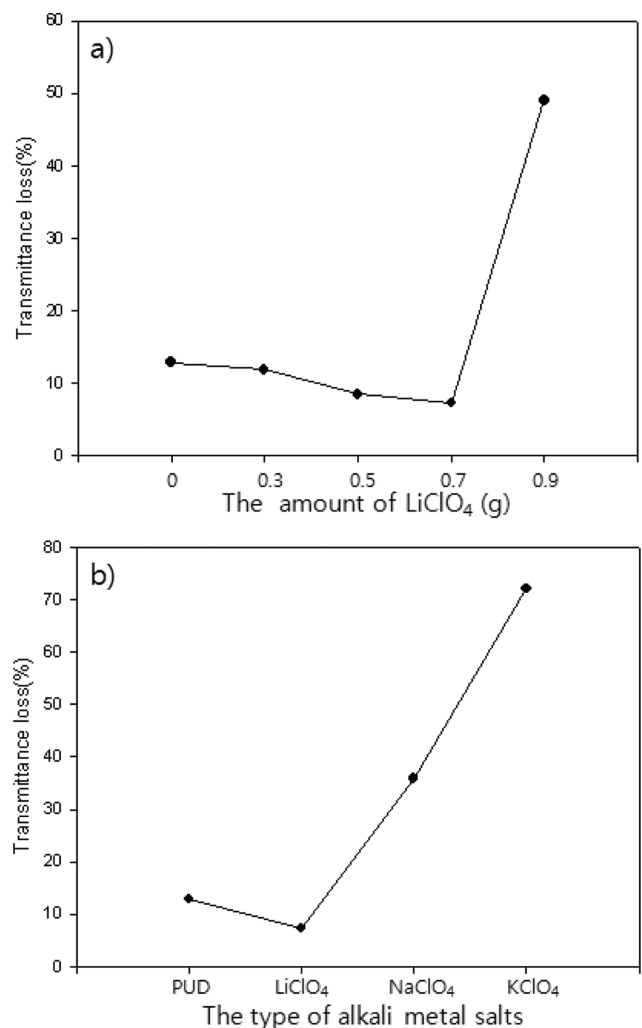 a)
Transmittance loss(%)
60
50
40
30
20
10
0
0 0.3 0.5 0.7 0.9
The amount of LiClO₄ (g)
b)
Transmittance loss(%)
80
70
60
50
40
30
20
10
0
PUD LiClO₄ NaClO₄ KClO₄
The type of alkali metal salts